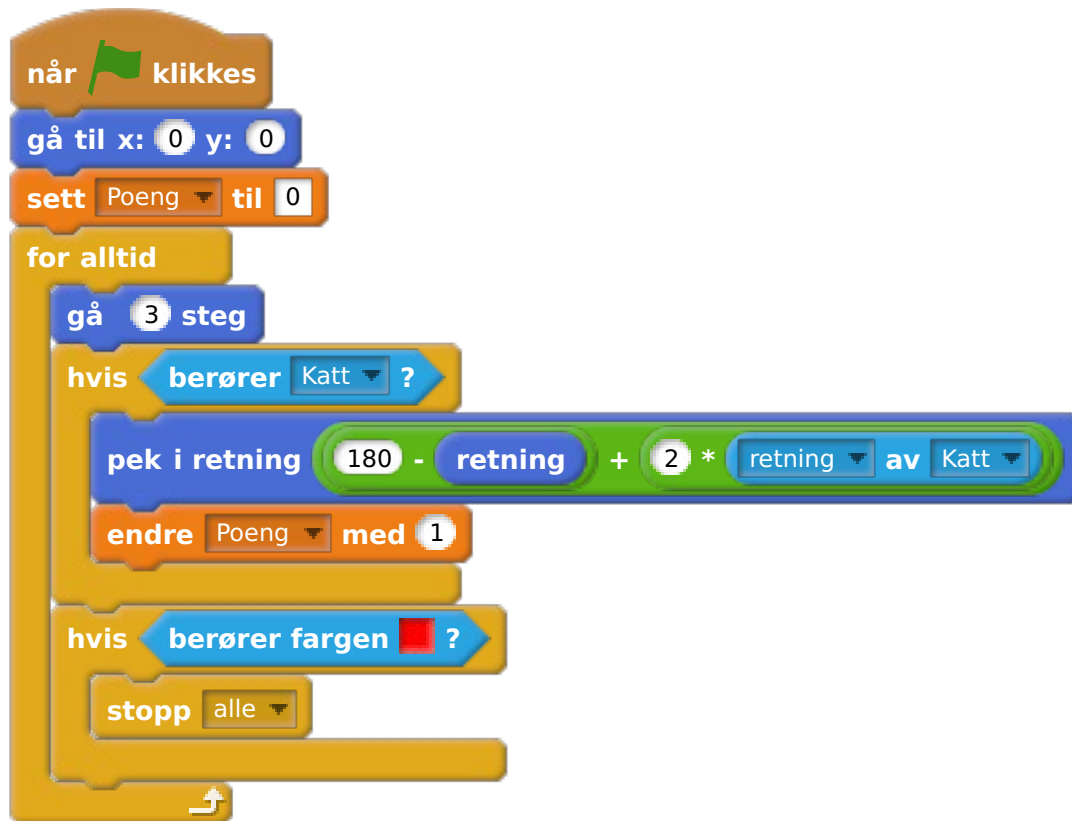 når klikkes
gå til x: 0 y: 0
sett Poeng til 0
for alltid
gå 3 steg
hvis berører Katt ?
pek i retning 180 - retning + 2 * retning av Katt
endre Poeng med 1
hvis berører fargen ?
stopp alle